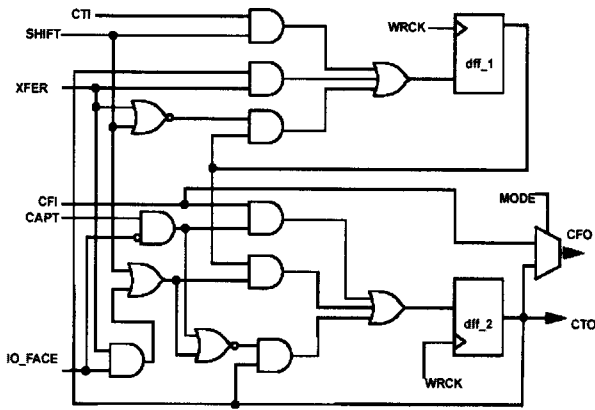 CTI
SHIFT
WRCK
dff_1
XFER
CFI
CAPT
MODE
CFO
dff_2
CTO
IO_FACE
WRCK